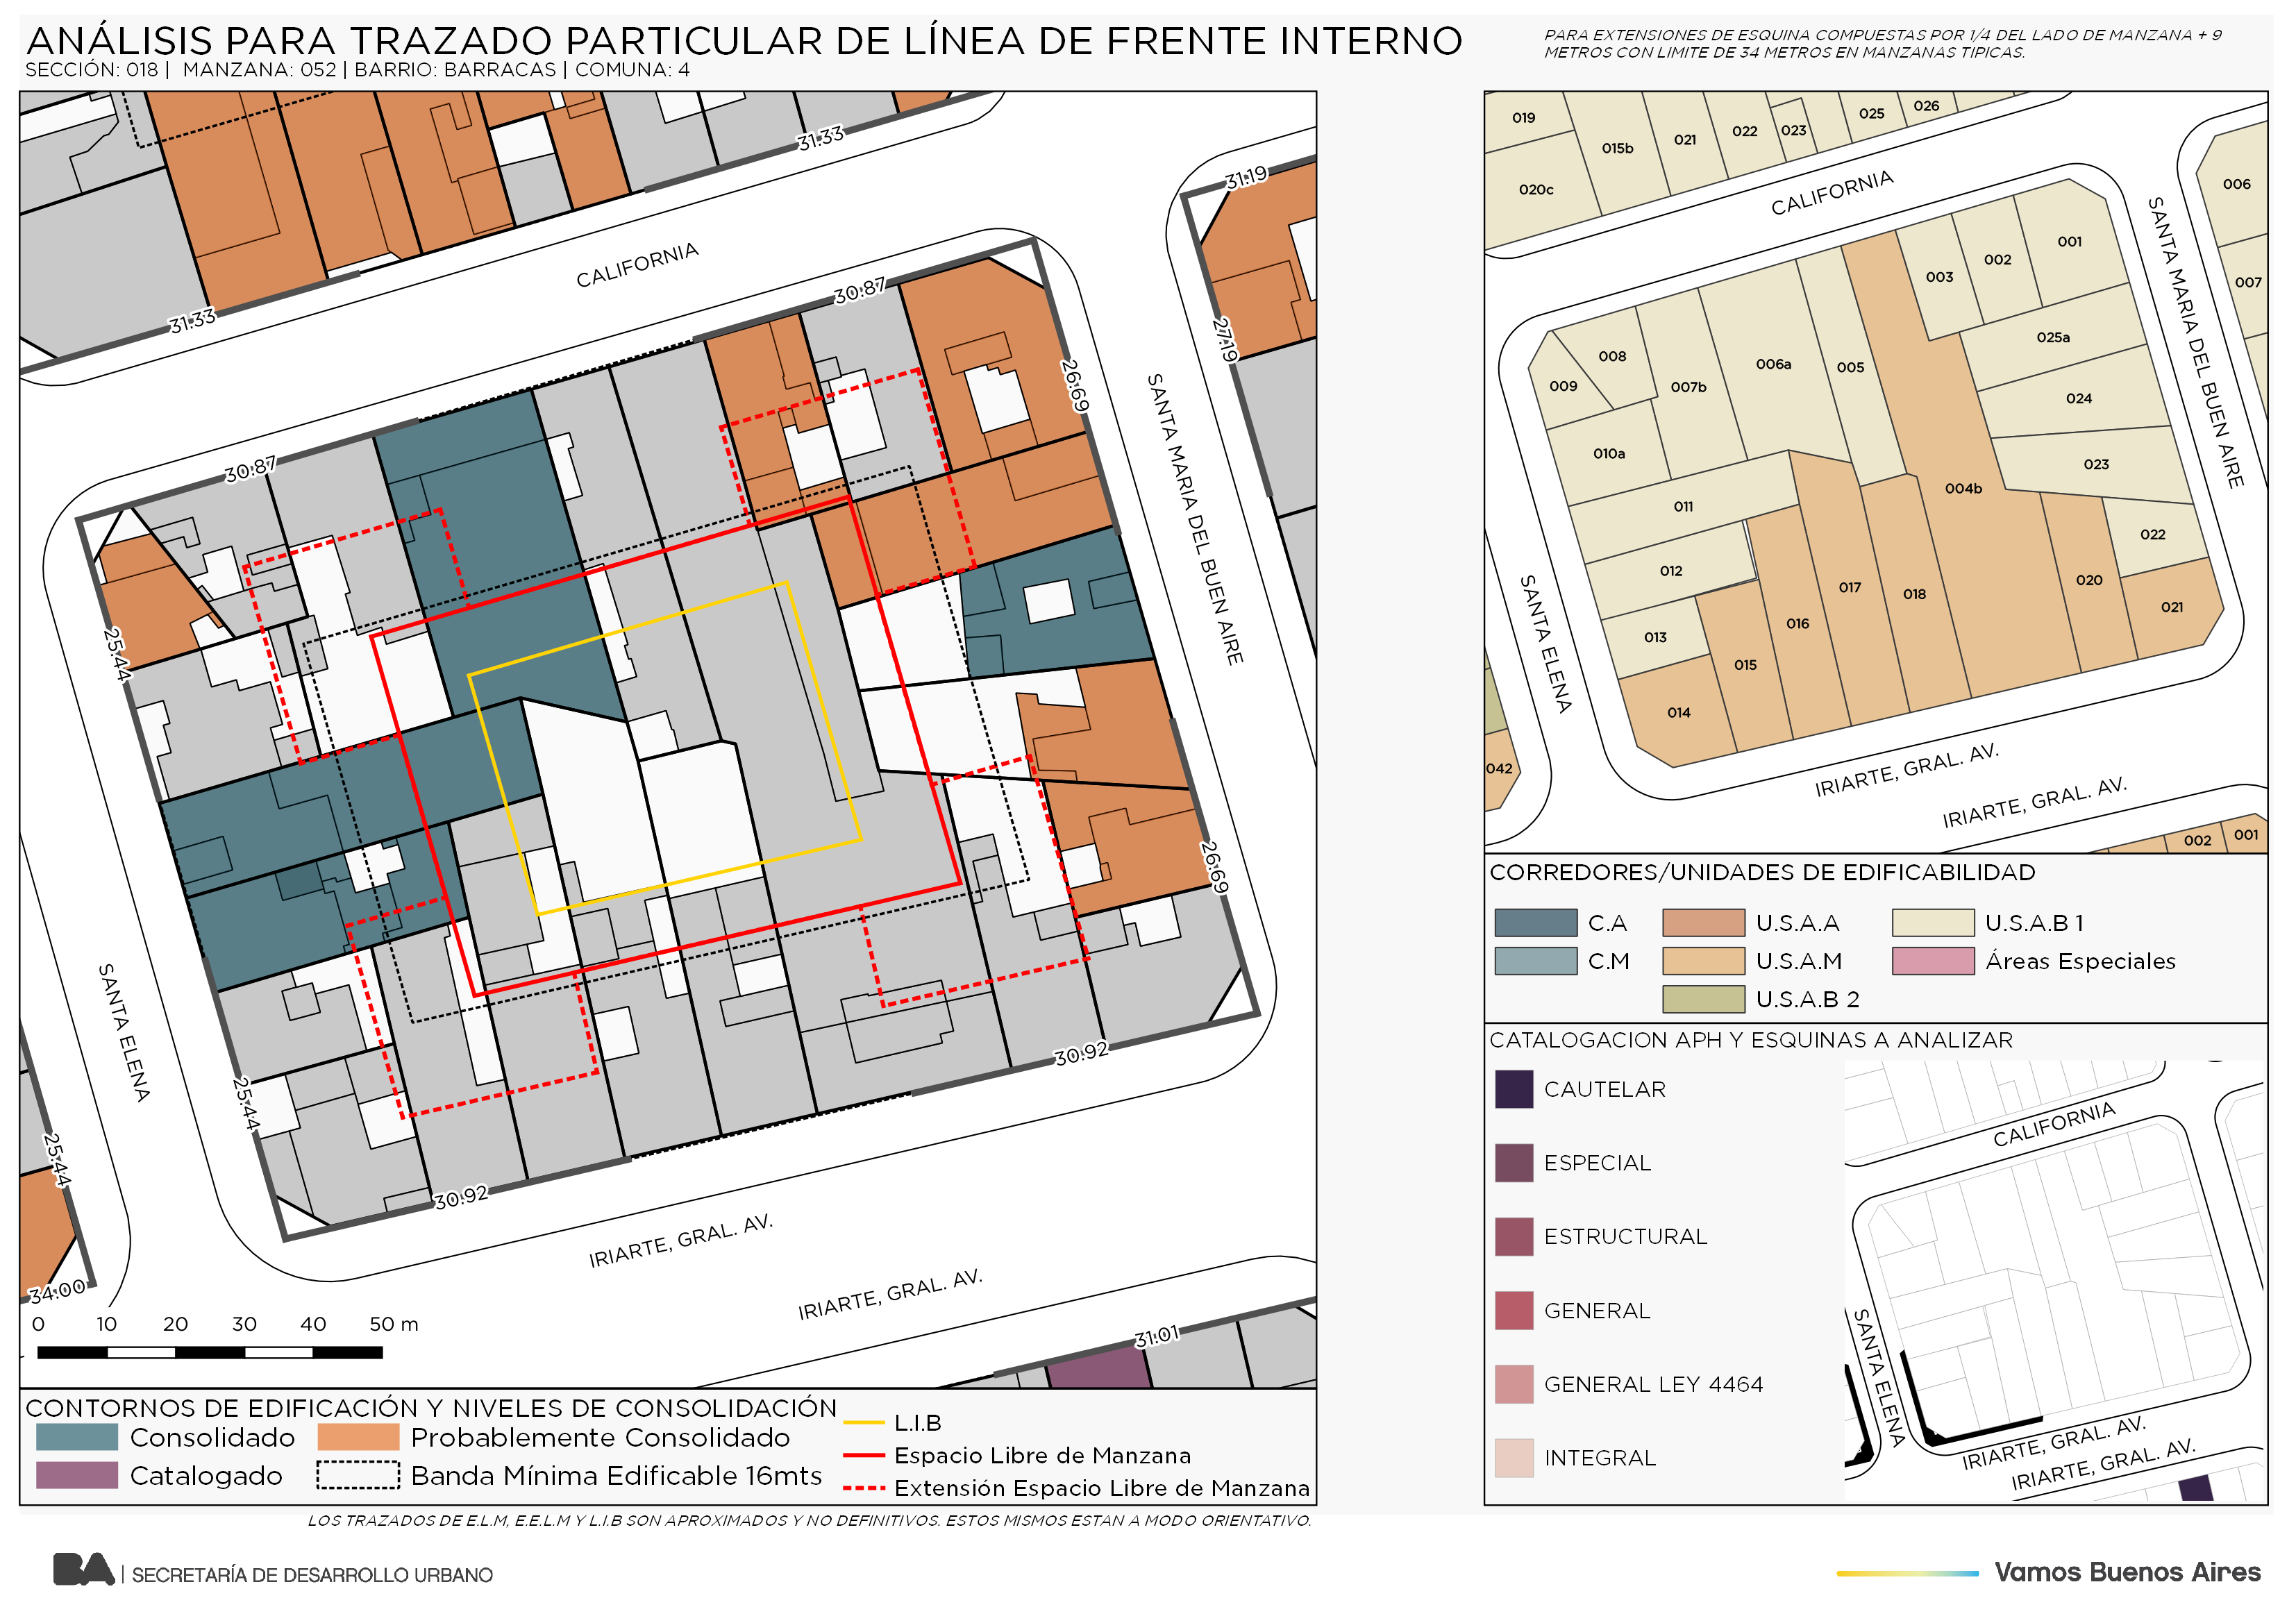 ANÁLISIS PARA TRAZADO PARTICULAR DE LÍNEA DE FRENTE INTERNO
SECCIÓN: 018 | MANZANA: 052 | BARRIO: BARRACAS | COMUNA: 4
PARA EXTENSIONES DE ESQUINA COMPUESTAS POR 1/4 DEL LADO DE MANZANA + 9
METROS CON LIMITE DE 34 METROS EN MANZANAS TIPICAS.
31.33
31.33
31.19
27.19
CALIFORNIA
30.87
30.87
26.69
SANTA MARIA DEL BUEN AIRE
25.44
26.69
SANTA ELENA
25.44
25.44
30.92
30.92
IRIARTE, GRAL. AV.
IRIARTE, GRAL. AV.
34.00
31.01
0 10 20 30 40 50 m
CONTORNOS DE EDIFICACIÓN Y NIVELES DE CONSOLIDACIÓN
Consolidado
Probablemente Consolidado
Catalogado
Banda Mínima Edificable 16mts
L.I.B
Espacio Libre de Manzana
Extensión Espacio Libre de Manzana
LOS TRAZADOS DE E.L.M, E.E.L.M Y L.I.B SON APROXIMADOS Y NO DEFINITIVOS. ESTOS MISMOS ESTAN A MODO ORIENTATIVO.
019
015b
021
022
023
025
026
020c
006
007
CALIFORNIA
SANTA MARIA DEL BUEN AIRE
001
002
003
025a
024
023
022
021
020
004b
005
006a
007b
008
009
010a
011
012
013
014
015
016
017
018
042
SANTA ELENA
IRIARTE, GRAL. AV.
IRIARTE, GRAL. AV.
002
001
CORREDORES/UNIDADES DE EDIFICABILIDAD
C.A
U.S.A.A
U.S.A.B 1
C.M
U.S.A.M
Áreas Especiales
U.S.A.B 2
CATALOGACION APH Y ESQUINAS A ANALIZAR
CAUTELAR
ESPECIAL
ESTRUCTURAL
GENERAL
GENERAL LEY 4464
INTEGRAL
CALIFORNIA
SANTA ELENA
IRIARTE, GRAL. AV.
IRIARTE, GRAL. AV.
BA | SECRETARÍA DE DESARROLLO URBANO
Vamos Buenos Aires